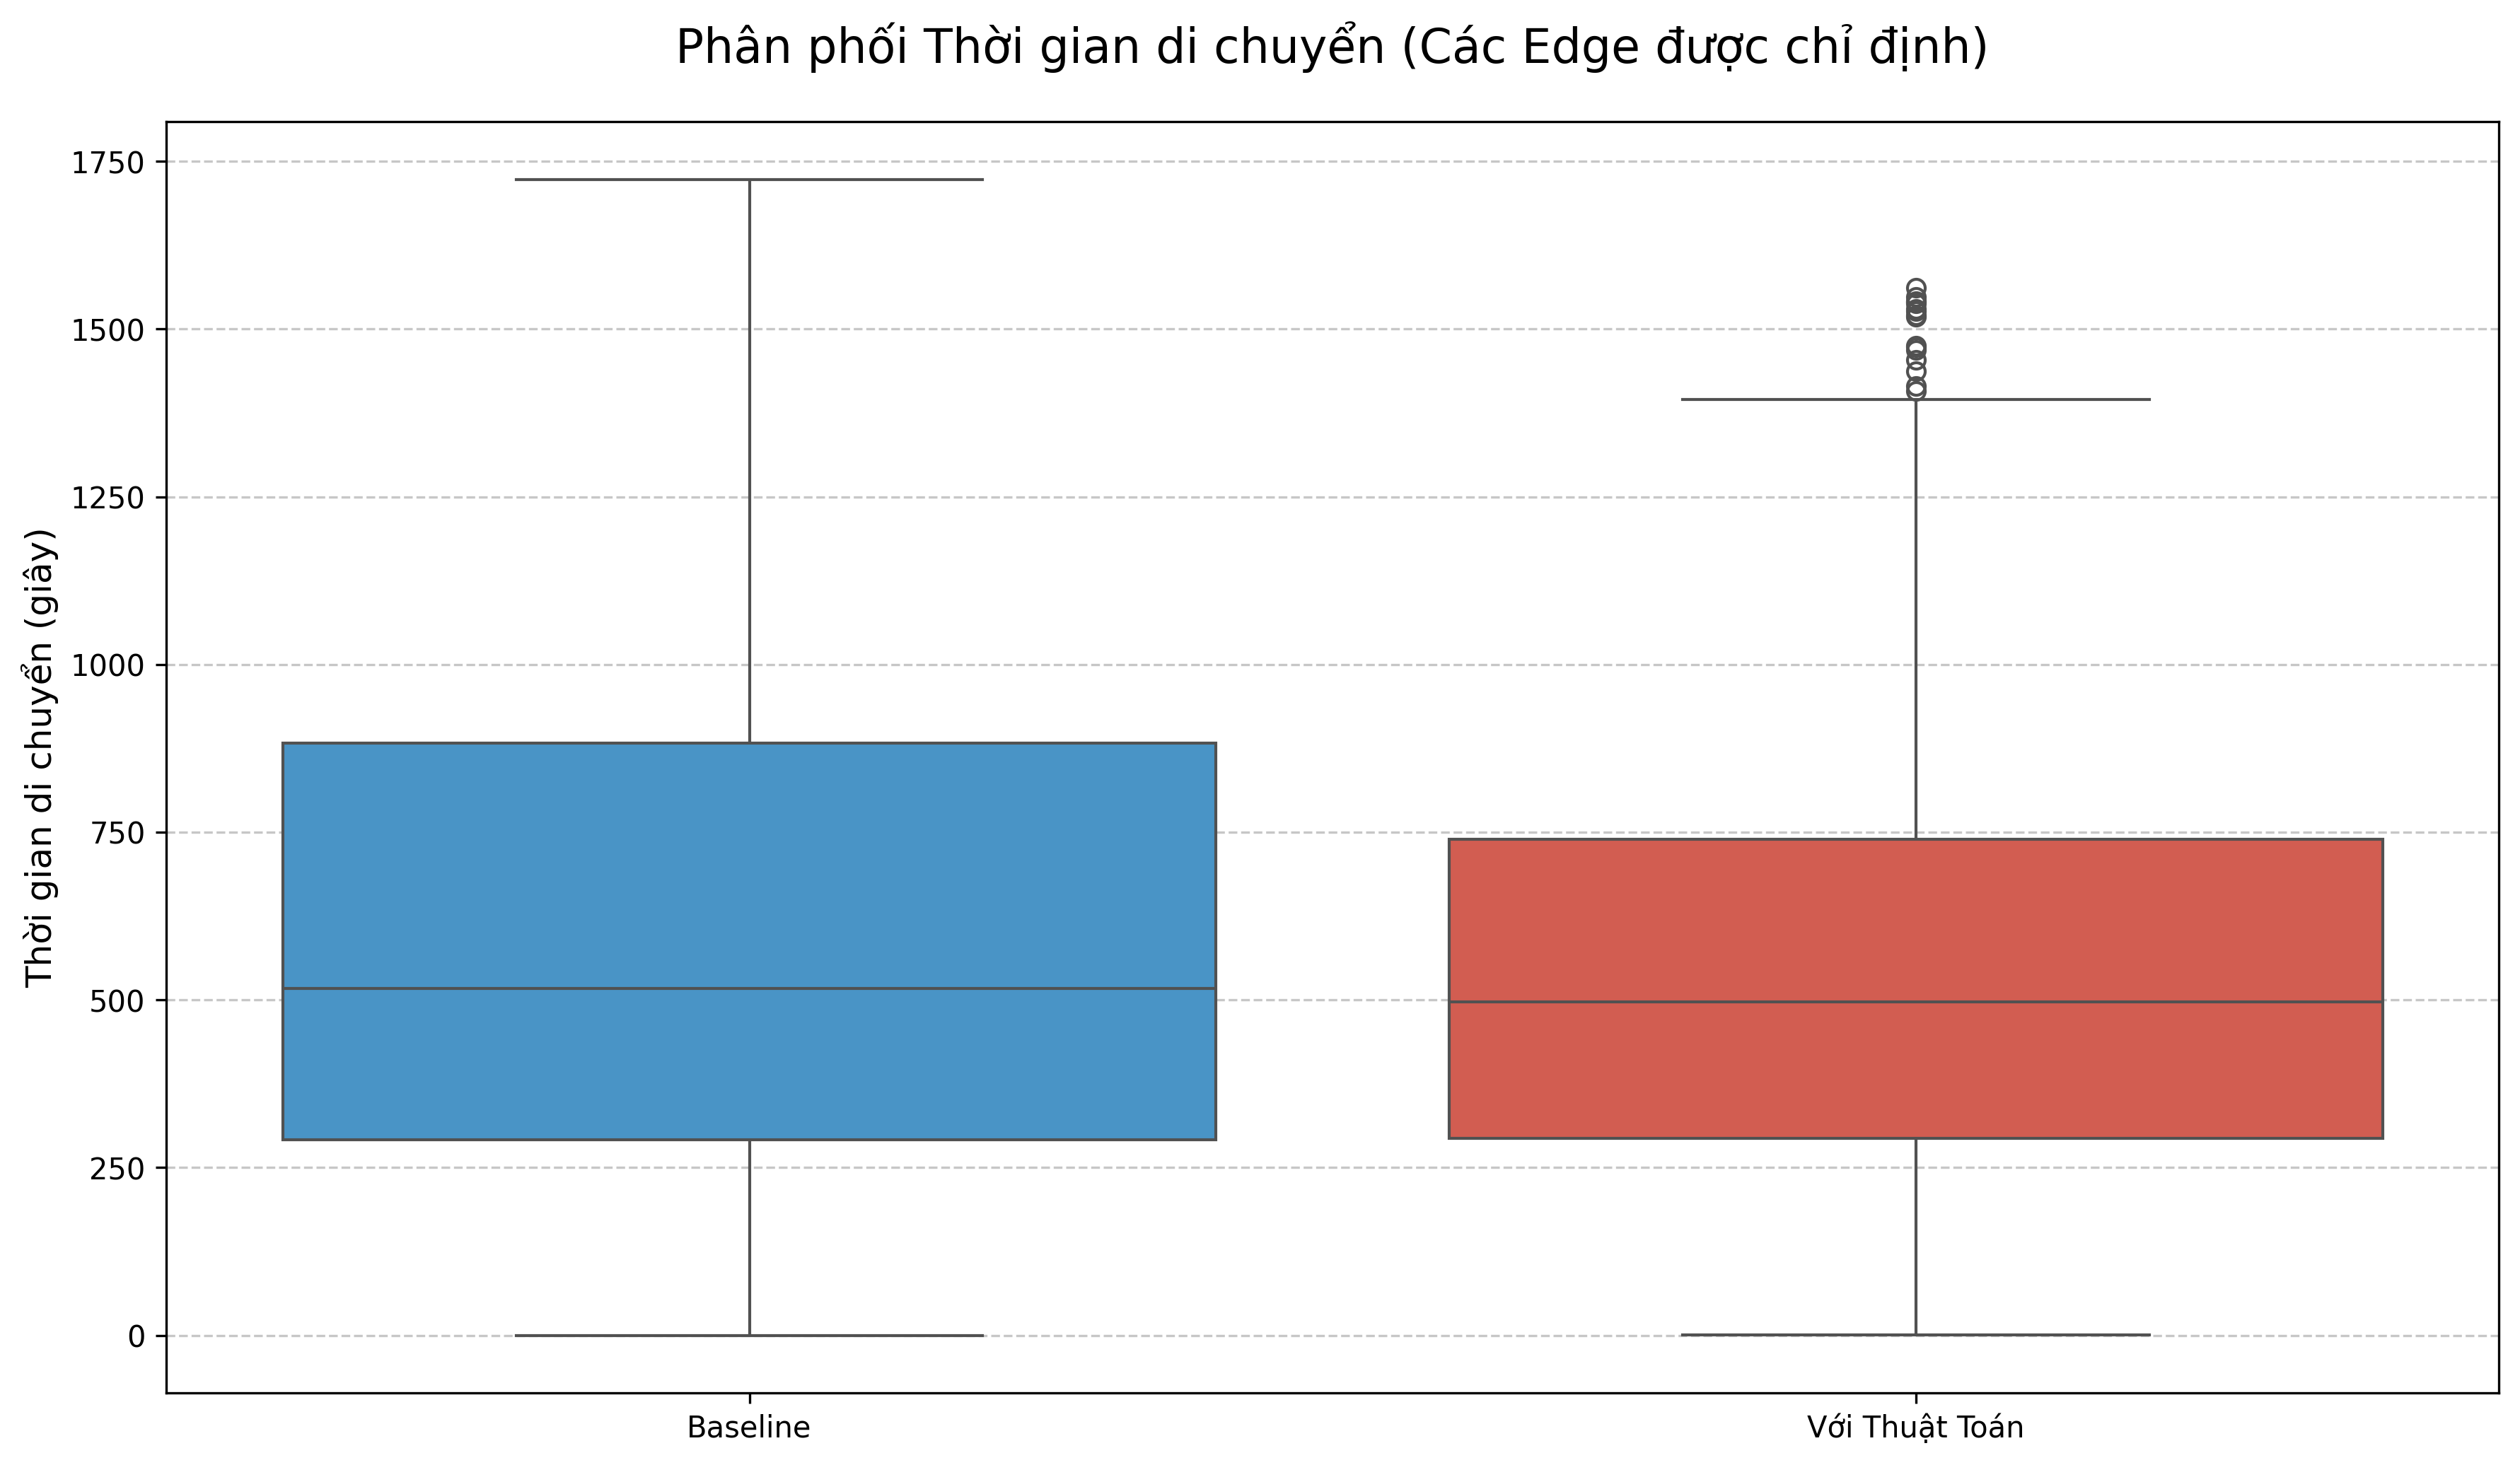 Phân phối Thời gian di chuyển (Các Edge được chỉ định)
Thời gian di chuyển (giây)
1750
1500
1250
1000
750
500
250
0
Baseline
Với Thuật Toán